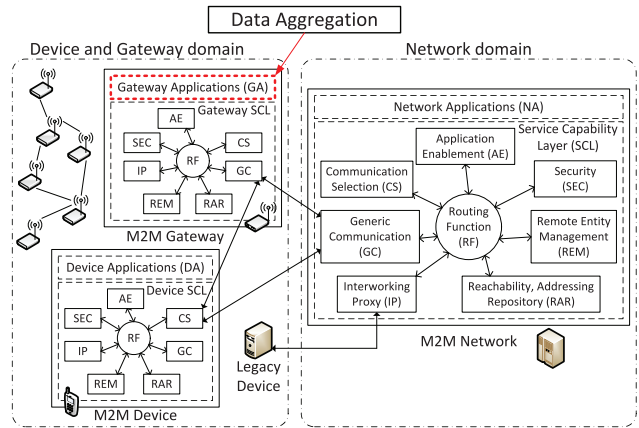 Data Aggregation
Device and Gateway domain
Network domain
Gateway Applications (GA)
Gateway SCL
AE
SEC
CS
RF
IP
GC
REM
RAR
M2M Gateway
Device Applications (DA)
Device SCL
AE
SEC
CS
RF
IP
GC
REM
RAR
M2M Device
Legacy
Device
Network Applications (NA)
Service Capability
Layer (SCL)
Application
Enablement (AE)
Communication
Selection (CS)
Security
(SEC)
Generic
Communication
(GC)
Routing
Function
(RF)
Remote Entity
Management
(REM)
Interworking
Proxy (IP)
Reachability, Addressing
Repository (RAR)
M2M Network